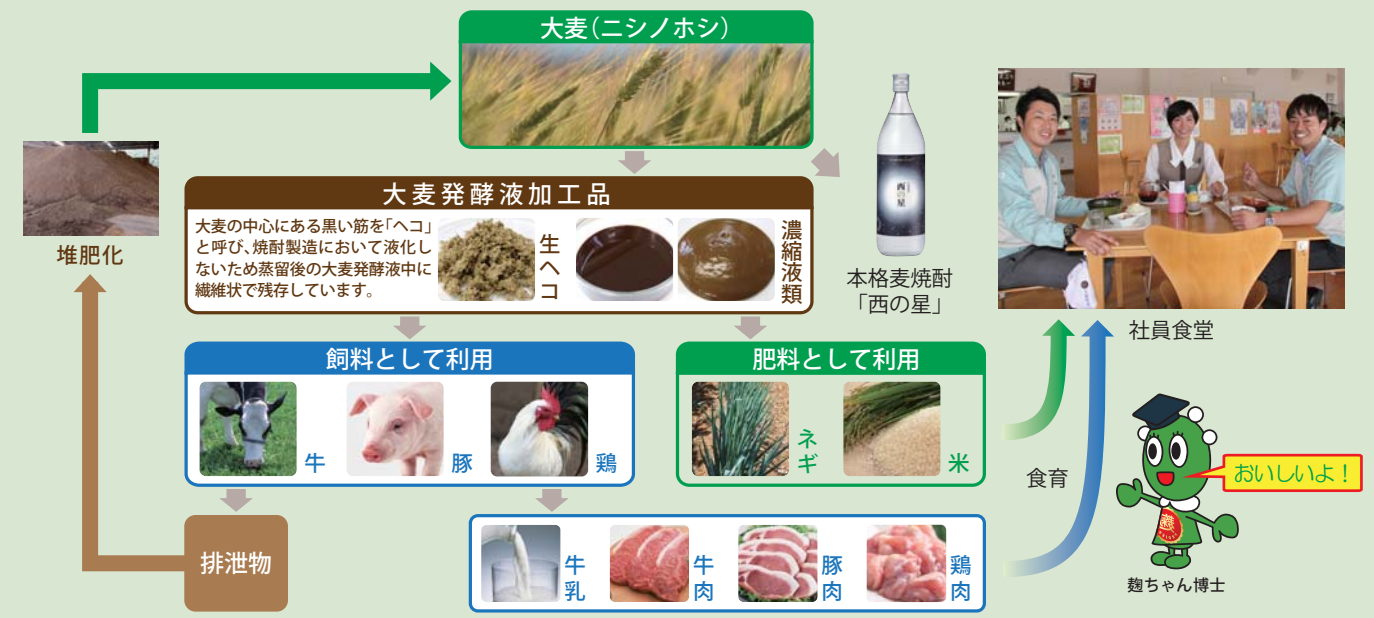 大麦（ニシノホシ）
堆肥化
大麦発酵液加工品
大麦の中心にある黒い筋を「ヘコ」
と呼び、焼酎製造において液化し
ないため蒸留後の大麦発酵液中に
繊維状で残存しています。
生ヘコ
濃縮液類
西の星
本格麦焼酎
「西の星」
社員食堂
飼料として利用
牛
豚
鶏
肥料として利用
ネギ
米
食育
おいしいよ！
麹ちゃん博士
排泄物
牛乳
牛肉
豚肉
鶏肉